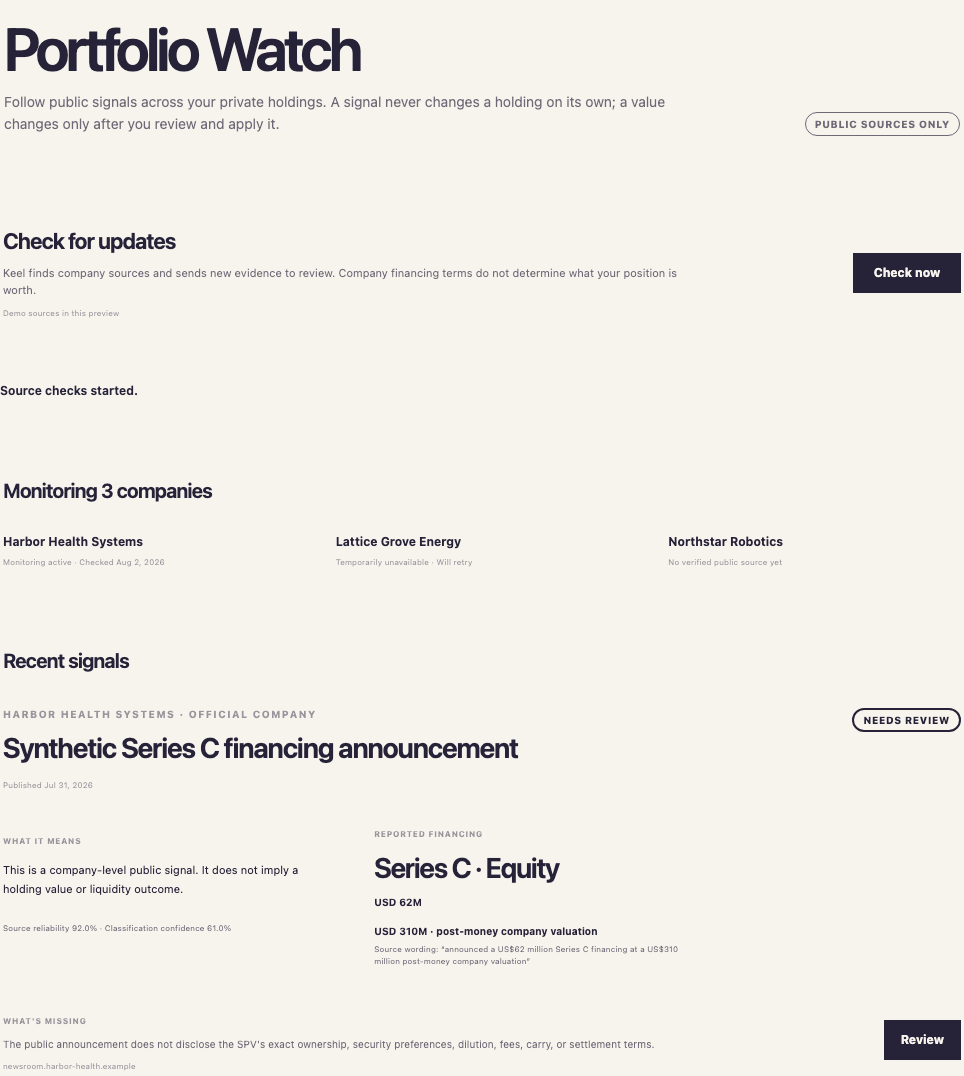 Portfolio Watch
Follow public signals across your private holdings. A signal never changes a holding on its own; a value
changes only after you review and apply it.
PUBLIC SOURCES ONLY
Check for updates
Keel finds company sources and sends new evidence to review. Company financing terms do not determine what your position is
worth.
Check now
Demo sources in this preview
Source checks started.
Monitoring 3 companies
Harbor Health Systems
Monitoring active · Checked Aug 2, 2026
Lattice Grove Energy
Temporarily unavailable · Will retry
Northstar Robotics
No verified public source yet
Recent signals
HARBOR HEALTH SYSTEMS · OFFICIAL COMPANY
NEEDS REVIEW
Synthetic Series C financing announcement
Published Jul 31, 2026
WHAT IT MEANS
This is a company-level public signal. It does not imply a
holding value or liquidity outcome.
Source reliability 92.0% · Classification confidence 61.0%
REPORTED FINANCING
Series C · Equity
USD 62M
USD 310M · post-money company valuation
Source wording: "announced a US$62 million Series C financing at a US$310
million post-money company valuation"
WHAT'S MISSING
The public announcement does not disclose the SPV's exact ownership, security preferences, dilution, fees, carry, or settlement terms.
newsroom.harbor-health.example
Review